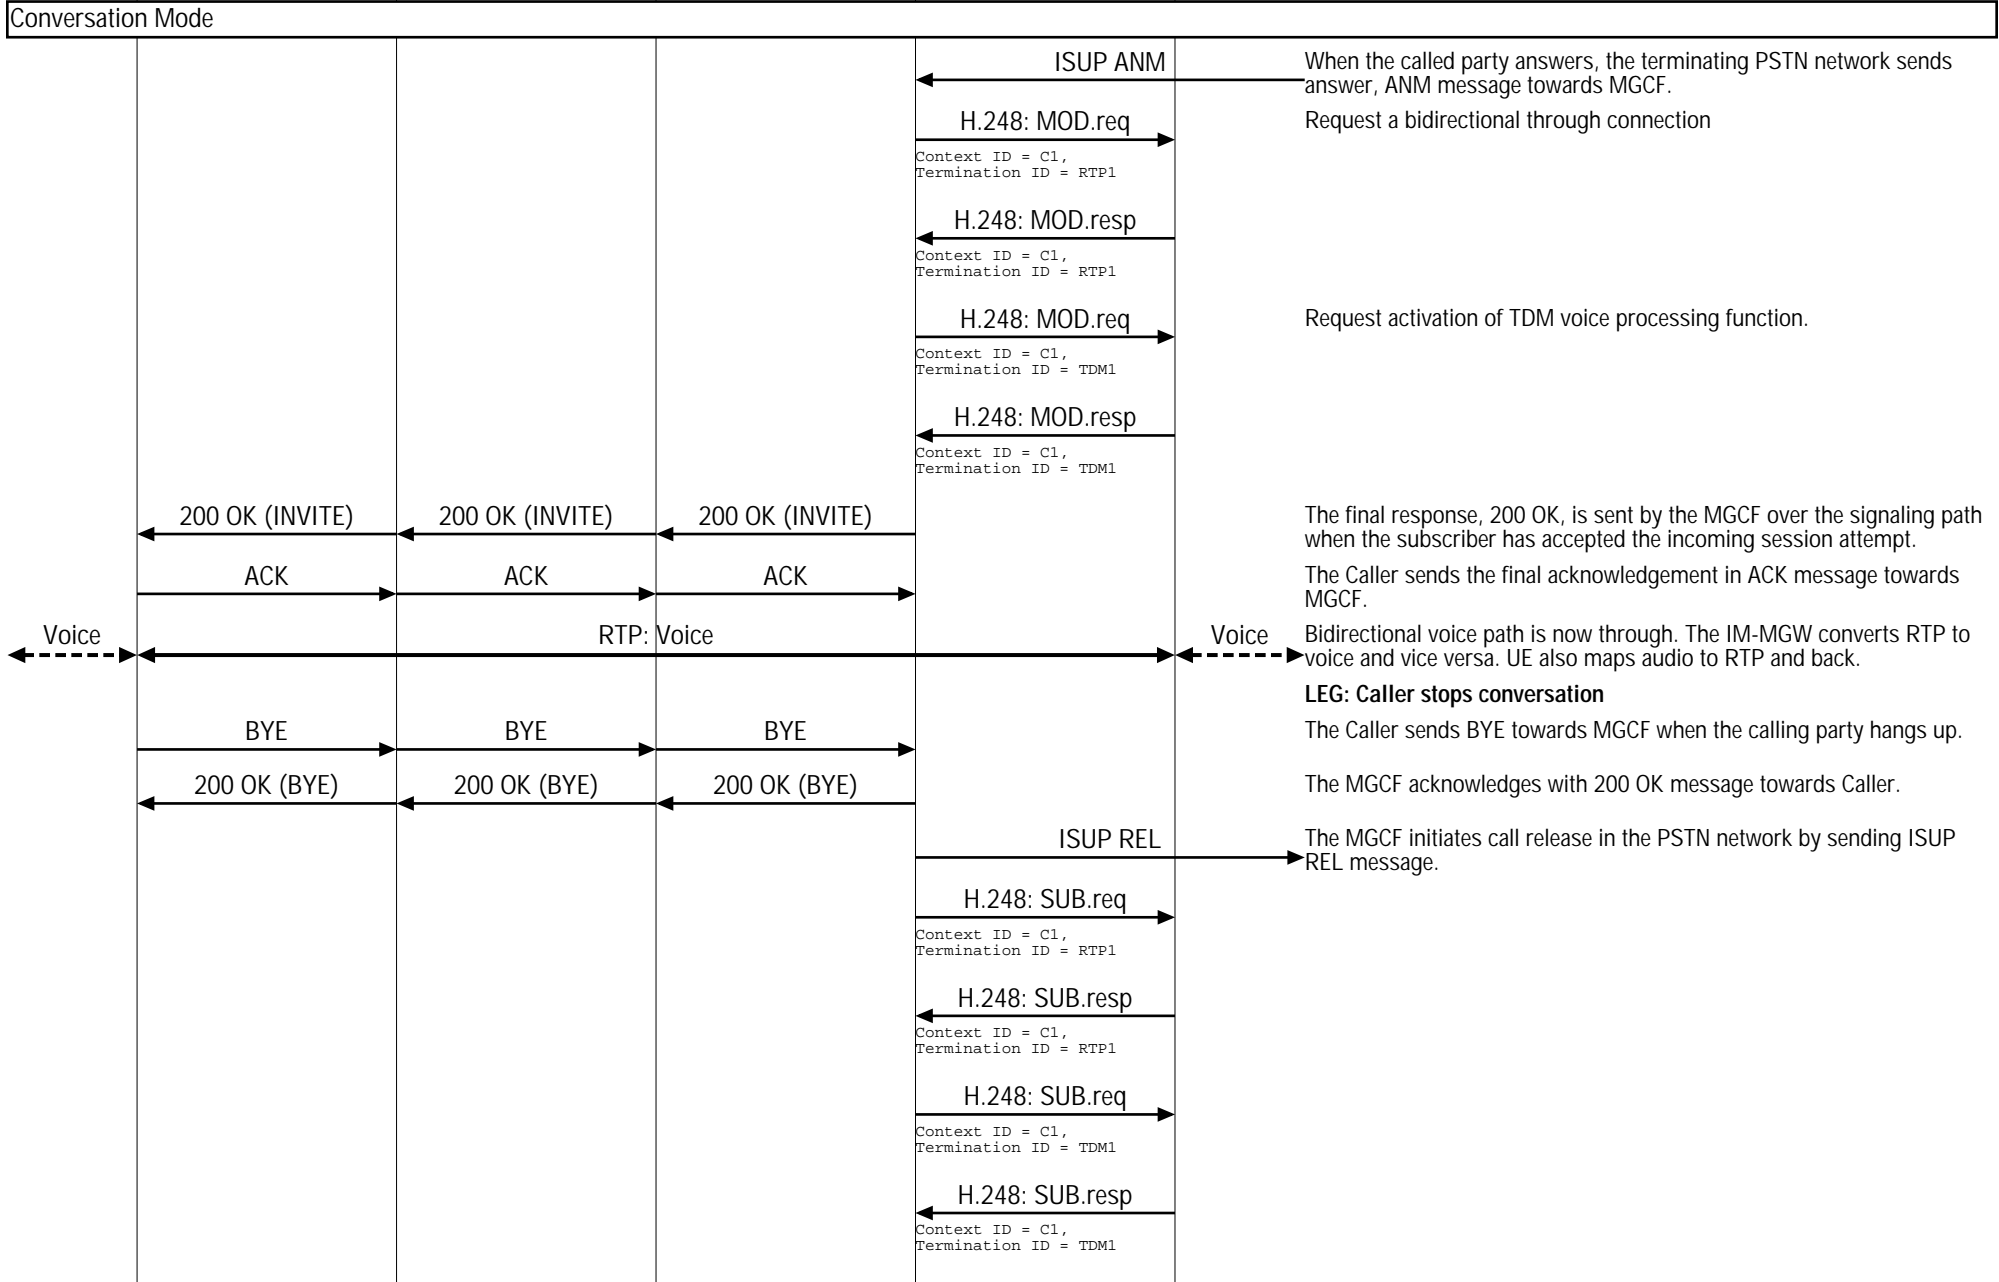 Conversation Mode
ISUP ANM
When the called party answers, the terminating PSTN network sends
answer, ANM message towards MGCF.
H.248: MOD.req
Request a bidirectional through connection
Context ID = C1,
Termination ID = RTP1
H.248: MOD.resp
Context ID = C1,
Termination ID = RTP1
H.248: MOD.req
Request activation of TDM voice processing function.
Context ID = C1,
Termination ID = TDM1
H.248: MOD.resp
Context ID = C1,
Termination ID = TDM1
200 OK (INVITE) 200 OK (INVITE) 200 OK (INVITE)
The final response, 200 OK, is sent by the MGCF over the signaling path
when the subscriber has accepted the incoming session attempt.
ACK ACK ACK
The Caller sends the final acknowledgement in ACK message towards
MGCF.
Voice RTP: Voice Voice
Bidirectional voice path is now through. The IM-MGW converts RTP to
voice and vice versa. UE also maps audio to RTP and back.
LEG: Caller stops conversation
BYE BYE BYE
The Caller sends BYE towards MGCF when the calling party hangs up.
200 OK (BYE) 200 OK (BYE) 200 OK (BYE)
The MGCF acknowledges with 200 OK message towards Caller.
ISUP REL
The MGCF initiates call release in the PSTN network by sending ISUP
REL message.
H.248: SUB.req
Context ID = C1,
Termination ID = RTP1
H.248: SUB.resp
Context ID = C1,
Termination ID = RTP1
H.248: SUB.req
Context ID = C1,
Termination ID = TDM1
H.248: SUB.resp
Context ID = C1,
Termination ID = TDM1